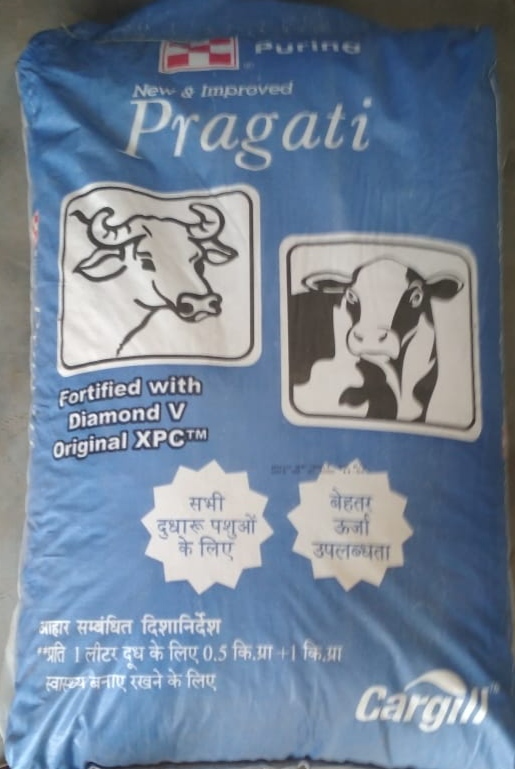 Purina
New & Improved
Pragati
Fortified with
Diamond V
Original XPC™
सभी
दुधारू पशुओं
के लिए
बेहतर
ऊर्जा
उपलब्धता
आहार सम्बंधित दिशानिर्देश
**प्रति 1 लीटर दूध के लिए 0.5 कि.ग्रा +1 कि.ग्रा
स्वास्थ्य बनाए रखने के लिए
Cargill™